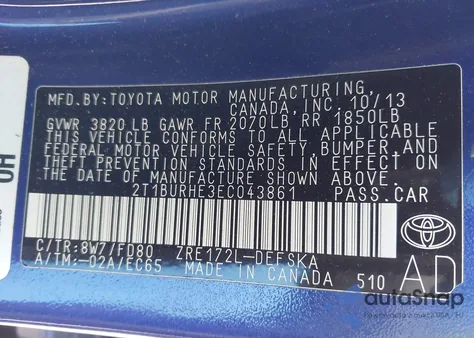 MFD.BY:TOYOTA MOTOR MANUFACTURING
CANADA, INC. 10/13
GVWR 3820 LB GAWR FR 2070LB RR 1850LB
THIS VEHICLE CONFORMS TO ALL APPLICABLE
FEDERAL MOTOR VEHICLE SAFETY, BUMPER, AND
THEFT PREVENTION STANDARDS IN EFFECT ON
THE DATE OF MANUFACTURE SHOWN ABOVE.
2T1BURHE3EC043861 PASS.CAR
C/TR:8W7/FD80 ZRE172L-DEFSKA
A/TM:-02A/EC65 MADE IN CANADA 510
TOYOTA
AD
HO
autaShap